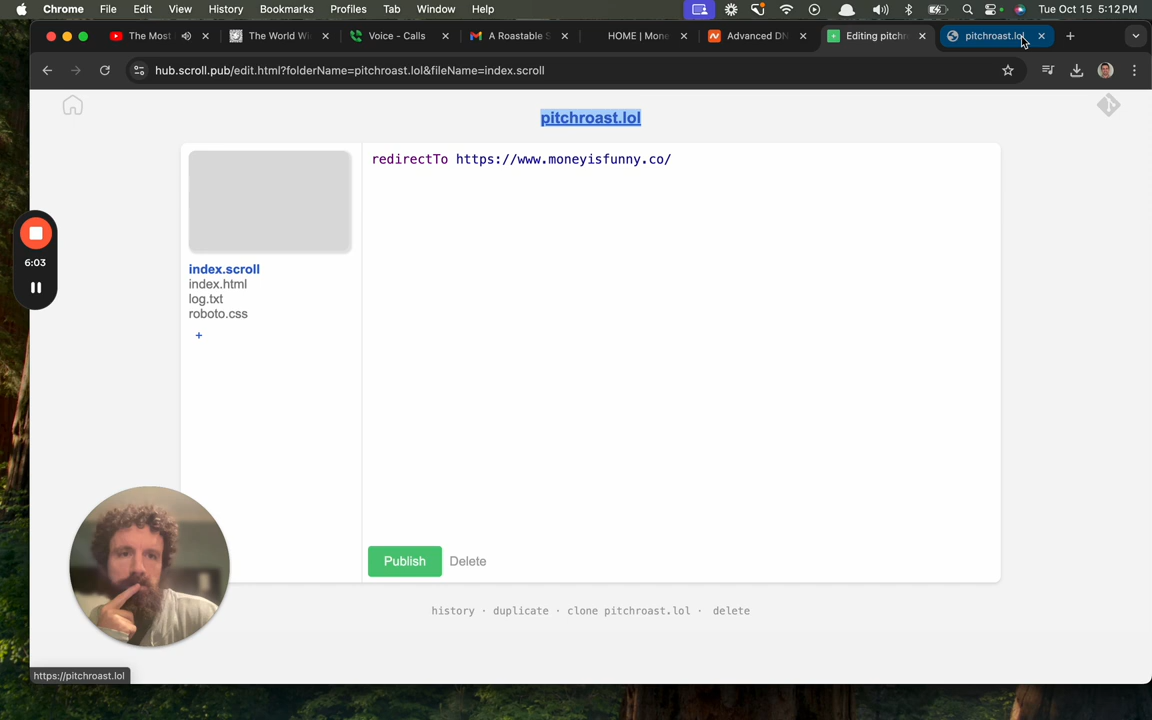 Chrome File Edit View History Bookmarks Profiles Tab Window Help Tue Oct 15 5:12 PM
The Most The World Wi Voice - Calls A Roastable S HOME | Mone Advanced DN Editing pitchr pitchroast.lol
hub.scroll.pub/edit.html?folderName=pitchroast.lol&fileName=index.scroll
pitchroast.lol
redirectTo https://www.moneyisfunny.co/
6:03
index.scroll
index.html
log.txt
roboto.css
+
Publish Delete
history · duplicate · clone pitchroast.lol · delete
https://pitchroast.lol